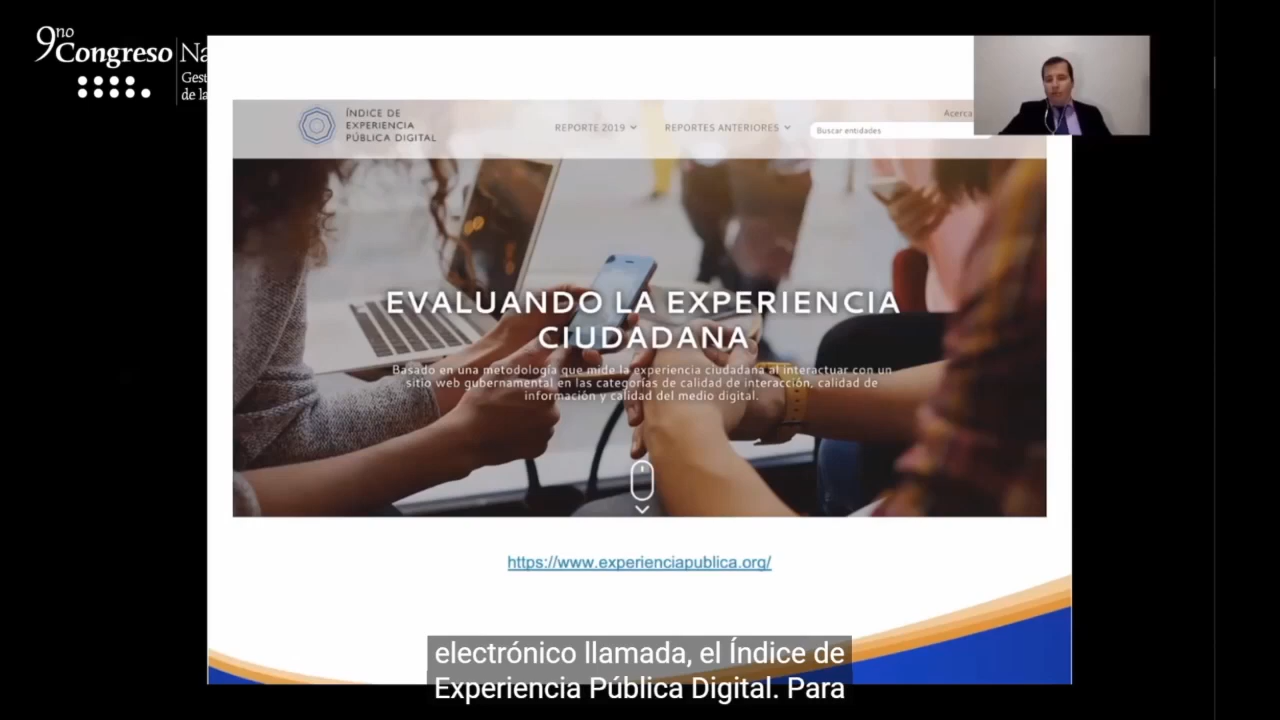 9no
Congreso Na
Gest
de la
ÍNDICE DE
EXPERIENCIA
PÚBLICA DIGITAL
REPORTE 2019
REPORTES ANTERIORES
Acerca
Buscar entidades
EVALUANDO LA EXPERIENCIA
CIUDADANA
Basado en una metodología que mide la experiencia ciudadana al interactuar con un
sitio web gubernamental en las categorías de calidad de interacción, calidad de
información y calidad del medio digital.
https://www.experienciapublica.org/
electrónico llamada, el Índice de
Experiencia Pública Digital. Para